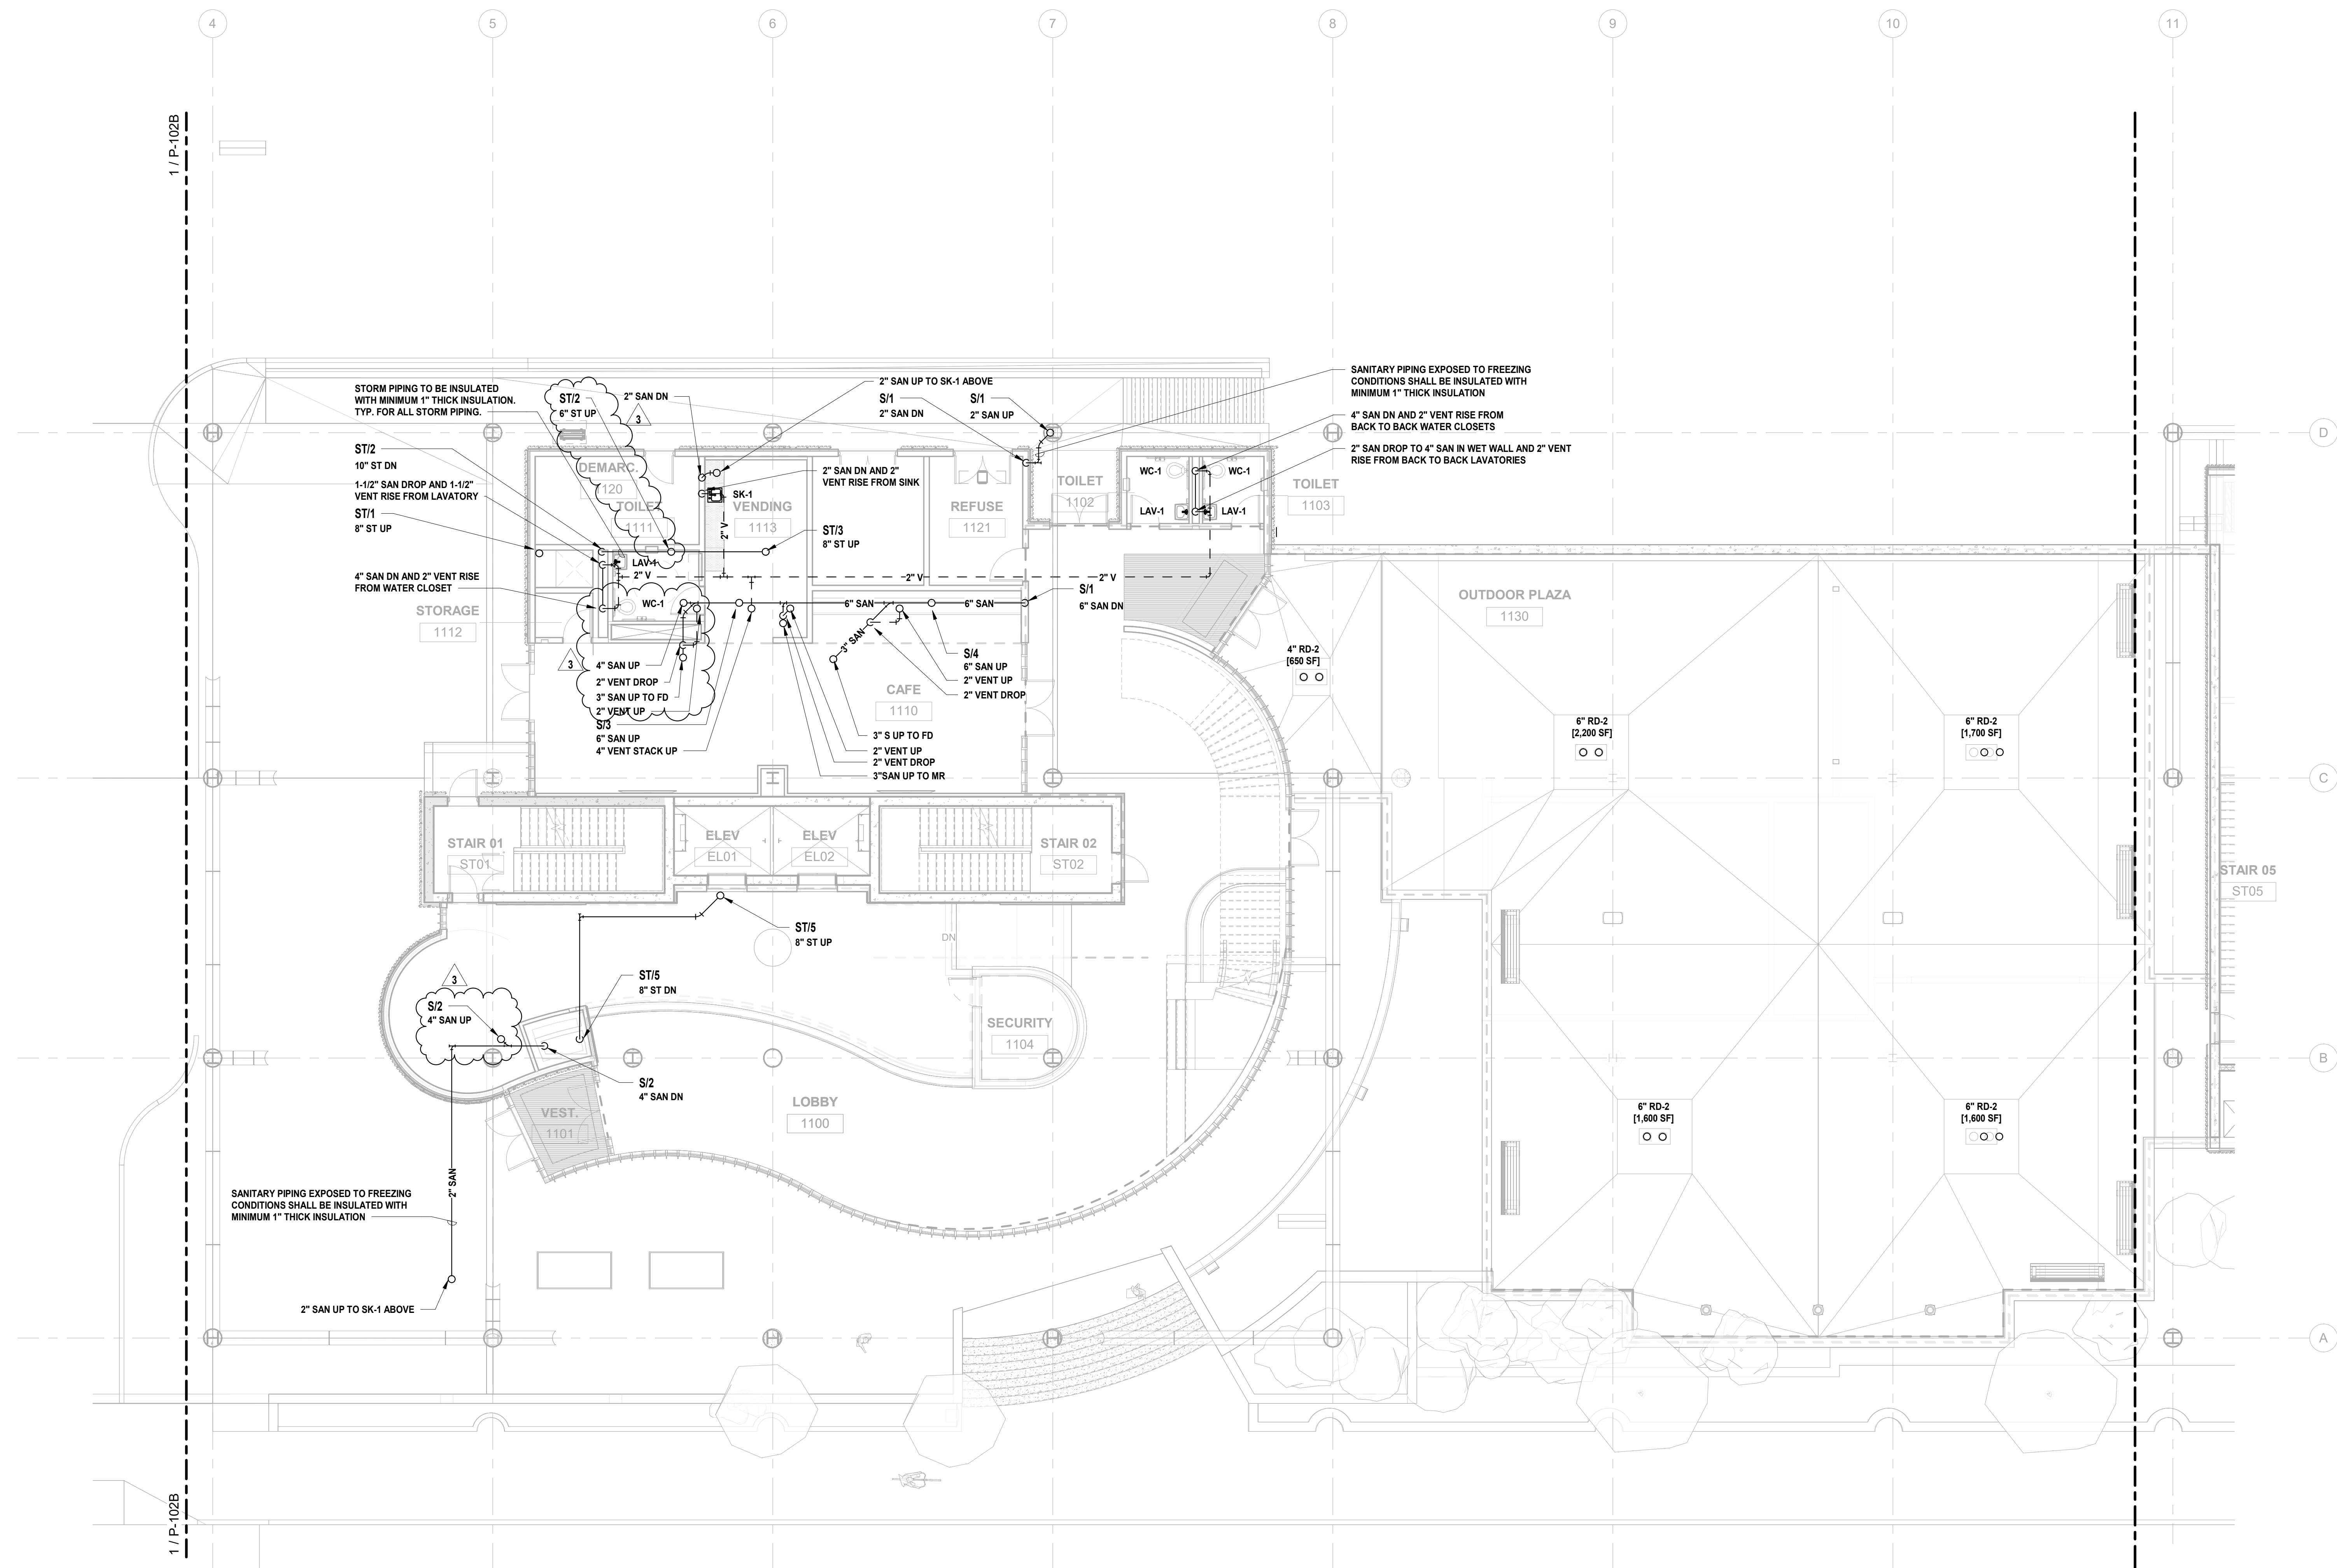 4
5
6
7
8
9
10
11
1 / P-102B
STORM PIPING TO BE INSULATED
WITH MINIMUM 1" THICK INSULATION.
TYP. FOR ALL STORM PIPING.
ST/2
6" ST UP
2" SAN DN
3
2" SAN UP TO SK-1 ABOVE
S/1
2" SAN DN
S/1
2" SAN UP
SANITARY PIPING EXPOSED TO FREEZING
CONDITIONS SHALL BE INSULATED WITH
MINIMUM 1" THICK INSULATION
4" SAN DN AND 2" VENT RISE FROM
BACK TO BACK WATER CLOSETS
2" SAN DROP TO 4" SAN IN WET WALL AND 2" VENT
RISE FROM BACK TO BACK LAVATORIES
D
ST/2
10" ST DN
1-1/2" SAN DROP AND 1-1/2"
VENT RISE FROM LAVATORY
ST/1
8" ST UP
4" SAN DN AND 2" VENT RISE
FROM WATER CLOSET
STORAGE
1112
DEMARC.
1120
TOILET
1111
2" SAN DN AND 2"
VENT RISE FROM SINK
SK-1
VENDING
1113
REFUSE
1121
TOILET
1102
WC-1
WC-1
LAV-1
LAV-1
TOILET
1103
ST/3
8" ST UP
2" V
LAV-1
2" V
2" V
2" V
WC-1
6" SAN
6" SAN
S/1
6" SAN DN
3" SAN
OUTDOOR PLAZA
1130
3
4" SAN UP
2" VENT DROP
3" SAN UP TO FD
2" VENT UP
S/3
6" SAN UP
4" VENT STACK UP
S/4
6" SAN UP
2" VENT UP
2" VENT DROP
CAFE
1110
3" S UP TO FD
2" VENT UP
2" VENT DROP
3"SAN UP TO MR
4" RD-2
[650 SF]
6" RD-2
[2,200 SF]
6" RD-2
[1,700 SF]
C
STAIR 01
ST01
ELEV
EL01
ELEV
EL02
STAIR 02
ST02
STAIR 05
ST05
ST/5
8" ST UP
DN
3
S/2
4" SAN UP
ST/5
8" ST DN
SECURITY
1104
B
S/2
4" SAN DN
VEST.
1101
LOBBY
1100
6" RD-2
[1,600 SF]
6" RD-2
[1,600 SF]
2" SAN
SANITARY PIPING EXPOSED TO FREEZING
CONDITIONS SHALL BE INSULATED WITH
MINIMUM 1" THICK INSULATION
2" SAN UP TO SK-1 ABOVE
A
1 / P-102B